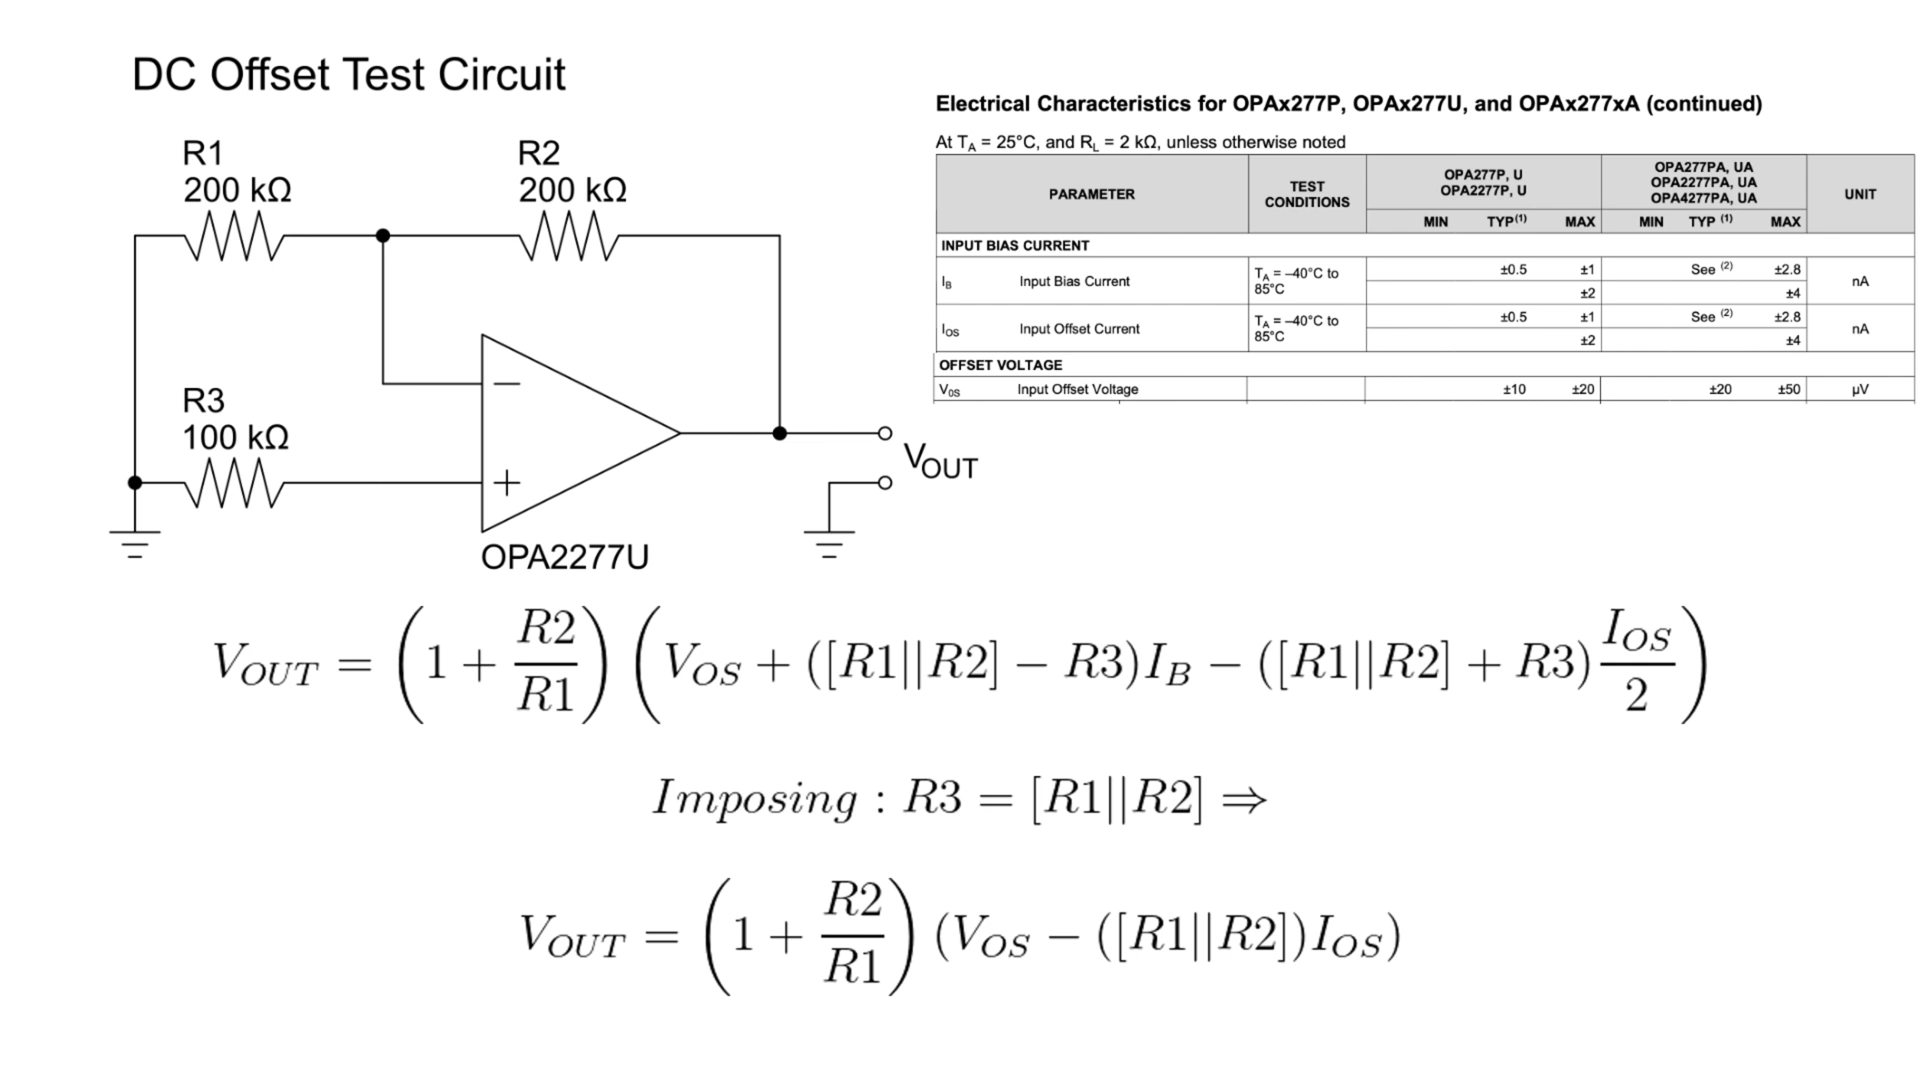 DC Offset Test Circuit
R1
200 kΩ
R2
200 kΩ
R3
100 kΩ
−
+
OPA2277U
VOUT
Electrical Characteristics for OPAx277P, OPAx277U, and OPAx277xA (continued)
At TA = 25°C, and RL = 2 kΩ, unless otherwise noted
PARAMETER TEST CONDITIONS OPA277P, U OPA2277P, U OPA277PA, UA OPA2277PA, UA OPA4277PA, UA UNIT
MIN TYP(1) MAX MIN TYP (1) MAX
INPUT BIAS CURRENT
IB Input Bias Current TA = –40°C to 85°C ±0.5 ±1 See (2) ±2.8 nA
±2 ±4
IOS Input Offset Current TA = –40°C to 85°C ±0.5 ±1 See (2) ±2.8 nA
±2 ±4
OFFSET VOLTAGE
VOS Input Offset Voltage ±10 ±20 ±20 ±50 µV
VOUT = (1 + R2/R1) (VOS + ([R1||R2] − R3)IB − ([R1||R2] + R3) IOS/2)
Imposing : R3 = [R1||R2] ⇒
VOUT = (1 + R2/R1) (VOS − ([R1||R2])IOS)